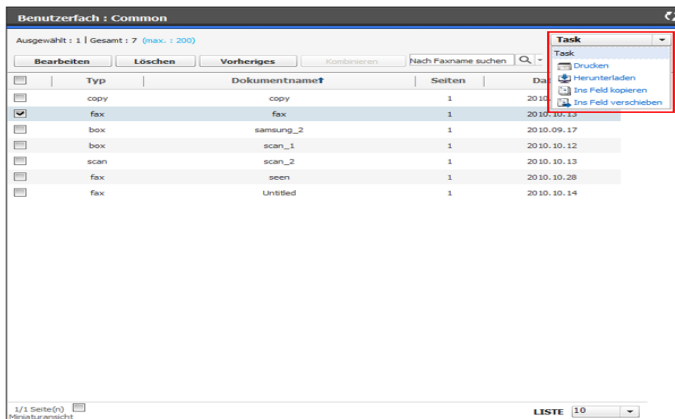 Benutzerfach : Common
Ausgewählt : 1 | Gesamt : 7 (max. : 200)
Task
Bearbeiten Löschen Vorheriges Kombinieren Nach Faxname suchen
Task
Drucken
Herunterladen
Ins Feld kopieren
Ins Feld verschieben
Typ Dokumentname Seiten
copy copy 1
fax fax 1 2010.10.13
box samsung_2 1 2010.09.17
box scan_1 1 2010.10.12
scan scan_2 1 2010.10.13
fax seen 1 2010.10.28
fax Untitled 1 2010.10.14
1/1 Seite(n)
Miniaturansicht
LISTE 10